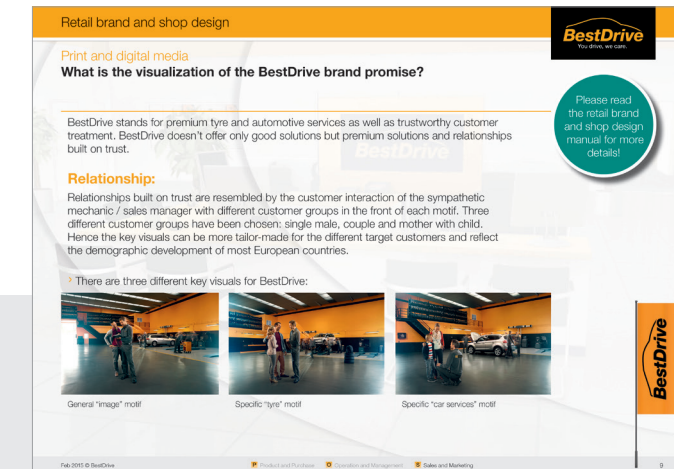 Retail brand and shop design
BestDrive
You drive, we care.
Print and digital media
What is the visualization of the BestDrive brand promise?
Please read
the retail brand
and shop design
manual for more
details!
BestDrive stands for premium tyre and automotive services as well as trustworthy customer
treatment. BestDrive doesn't offer only good solutions but premium solutions and relationships
built on trust.
BestDrive
Relationship:
Relationships built on trust are resembled by the customer interaction of the sympathetic
mechanic / sales manager with different customer groups in the front of each motif. Three
different customer groups have been chosen: single male, couple and mother with child.
Hence the key visuals can be more tailor-made for the different target customers and reflect
the demographic development of most European countries.
› There are three different key visuals for BestDrive:
BestDrive
General "image" motif
Specific "tyre" motif
Specific "car services" motif
Feb 2015 © BestDrive
P Product and Purchase
O Operation and Management
S Sales and Marketing
9